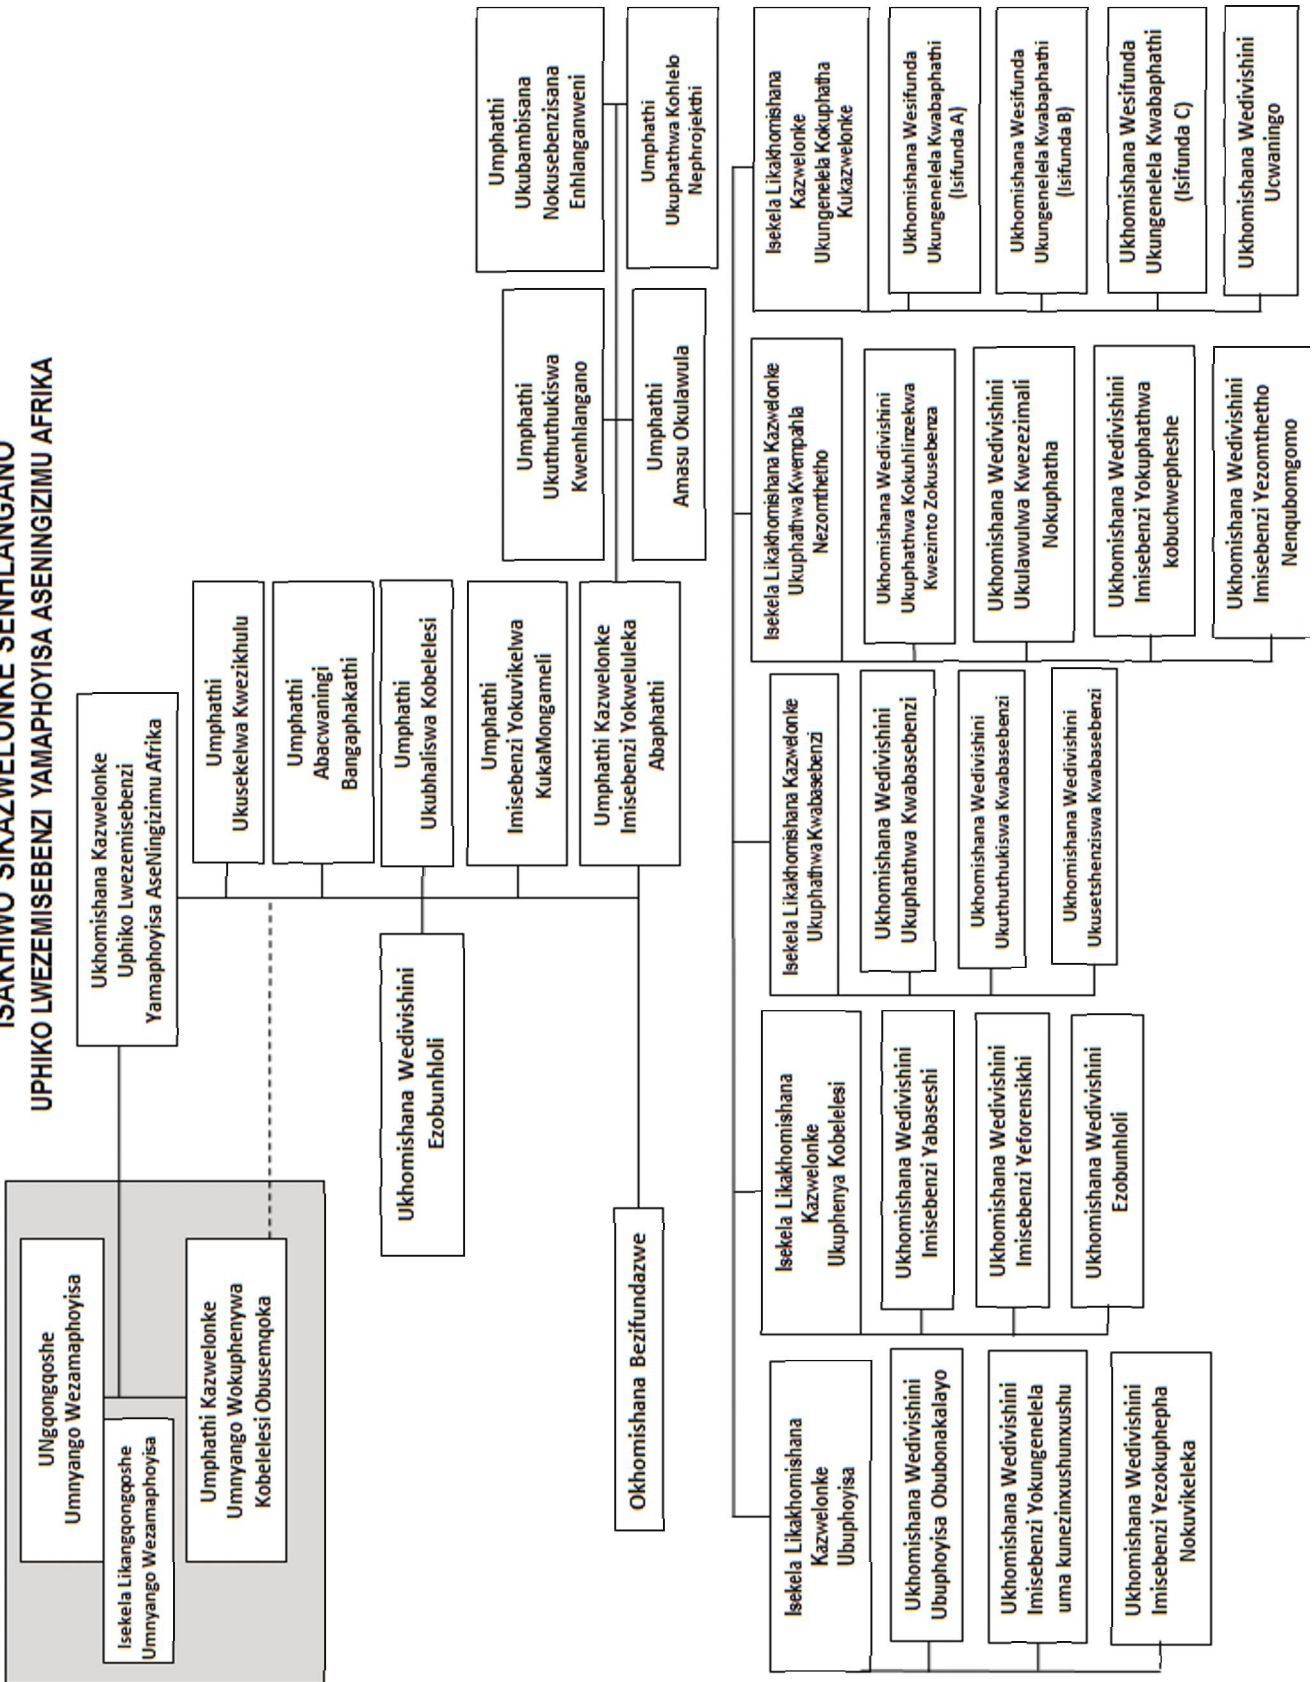 ISAKHIWO SIKAZWELONKE SENHLANGANO
UPHIKO LWEZEMISEBENZI YAMAPHOYISA ASENINGIZIMU AFRIKA
UNgqongqoshe
Umnyango Wezamaphoyisa
Isekela Likangqongqoshe
Umnyango Wezamaphoyisa
Umphathi Kazwelonke
Umnyango Wokuphenywa
Kobelelesi Obusemqoka
Ukhomishana Kazwelonke
Uphiko Lwezemisebenzi
Yamaphoyisa AseNingizimu Afrika
Umphathi
Ukusekelwa Kwezikhulu
Umphathi
Abacwaningi
Bangaphakathi
Umphathi
Ukubhaliswa Kobelelesi
Umphathi
Imisebenzi Yokuvikelwa
KukaMongameli
Umphathi Kazwelonke
Imisebenzi Yokweluleka
Abaphathi
Ukhomishana Wedivishini
Ezobunhloli
Okhomishana Bezifundazwe
Umphathi
Ukuthuthukiswa
Kwenhlangano
Umphathi
Ukubambisana
Nokusebenzisana
Enhlanganweni
Umphathi
Amasu Okulawula
Umphathi
Ukuphathwa Kohlelo
Nephrojekthi
Isekela Likakhomishana
Kazwelonke
Ubuphoyisa
Ukhomishana Wedivishini
Ubuphoyisa Obubonakalayo
Ukhomishana Wedivishini
Imisebenzi Yokungenelela
uma kunezinxushunxushu
Ukhomishana Wedivishini
Imisebenzi Yezokuphepha
Nokuvikeleka
Isekela Likakhomishana
Kazwelonke
Ukuphenya Kobelelesi
Ukhomishana Wedivishini
Imisebenzi Yabaseshi
Ukhomishana Wedivishini
Imisebenzi Yeforensikhi
Ukhomishana Wedivishini
Ezobunhloli
Isekela Likakhomishana Kazwelonke
Ukuphathwa Kwabasebenzi
Ukhomishana Wedivishini
Ukuphathwa Kwabasebenzi
Ukhomishana Wedivishini
Ukuthuthukiswa Kwabasebenzi
Ukhomishana Wedivishini
Ukusetshenziswa Kwabasebenzi
Isekela Likakhomishana Kazwelonke
Ukuphathwa Kwempahla
Nezomthetho
Ukhomishana Wedivishini
Ukuphathwa Kokuhlinzekwa
Kwezinto Zokusebenza
Ukhomishana Wedivishini
Ukulawulwa Kwezezimali
Nokuphatha
Ukhomishana Wedivishini
Imisebenzi Yokuphathwa
kobuchwepheshe
Ukhomishana Wedivishini
Imisebenzi Yezomthetho
Nenqubomgomo
Isekela Likakhomishana
Kazwelonke
Ukungenelela Kokuphatha
Kukazwelonke
Ukhomishana Wesifunda
Ukungenelela Kwabaphathi
(Isifunda A)
Ukhomishana Wesifunda
Ukungenelela Kwabaphathi
(Isifunda B)
Ukhomishana Wesifunda
Ukungenelela Kwabaphathi
(Isifunda C)
Ukhomishana Wedivishini
Ucwaningo